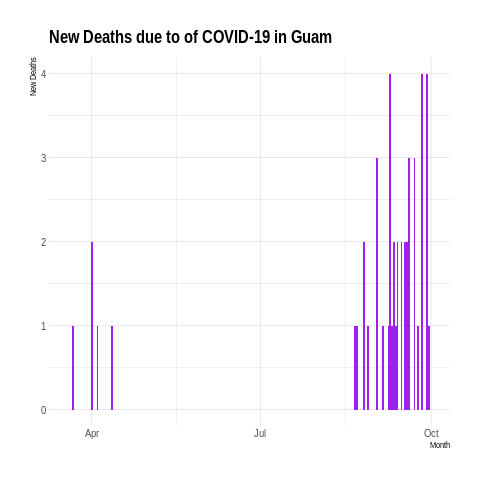 New Deaths due to of COVID-19 in Guam
New Deaths
4
3
2
1
0
Apr
Jul
Oct
Month